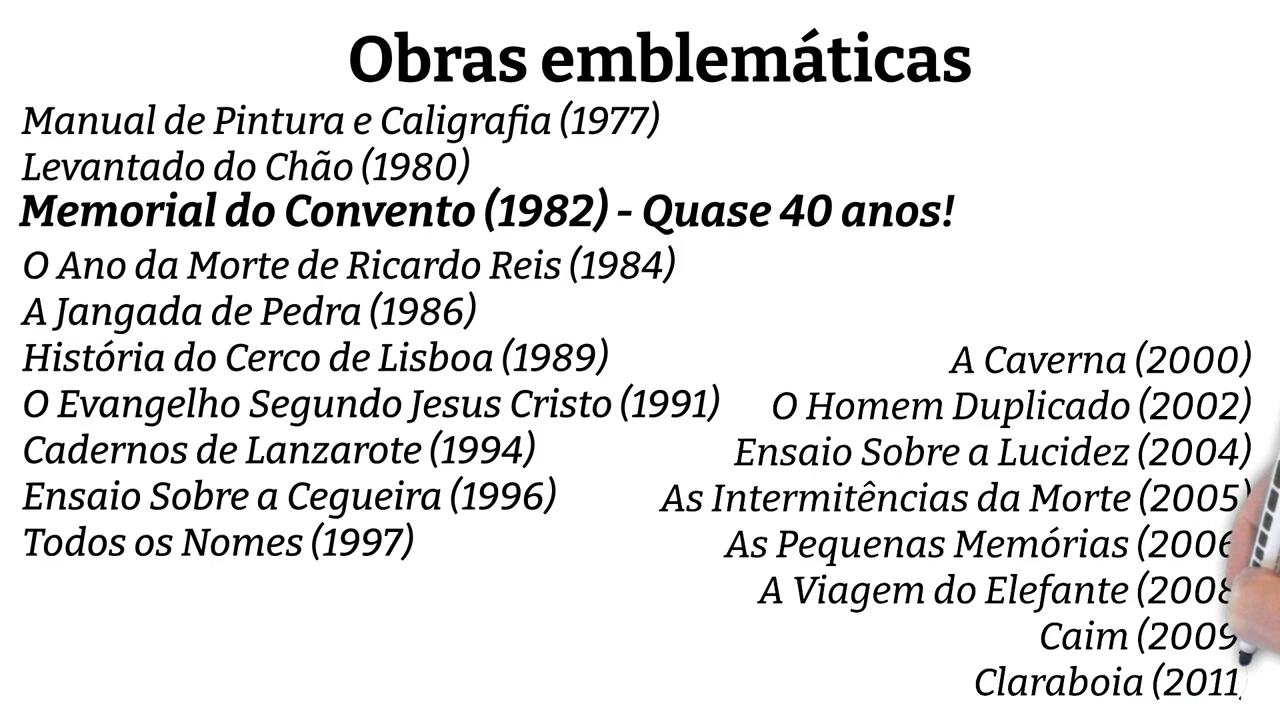 Obras emblemáticas
Manual de Pintura e Caligrafia (1977)
Levantado do Chão (1980)
Memorial do Convento (1982) - Quase 40 anos!
O Ano da Morte de Ricardo Reis (1984)
A Jangada de Pedra (1986)
História do Cerco de Lisboa (1989)
O Evangelho Segundo Jesus Cristo (1991)
Cadernos de Lanzarote (1994)
Ensaio Sobre a Cegueira (1996)
Todos os Nomes (1997)
A Caverna (2000)
O Homem Duplicado (2002)
Ensaio Sobre a Lucidez (2004)
As Intermitências da Morte (2005)
As Pequenas Memórias (2006
A Viagem do Elefante (2008
Caim (2009
Claraboia (2011)